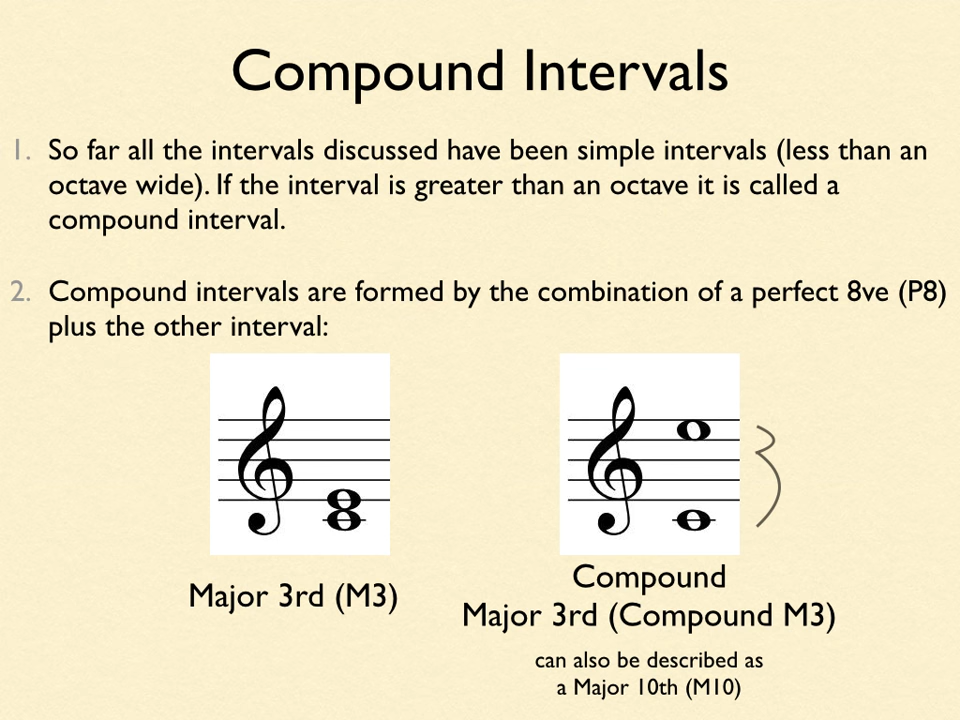 Compound Intervals
1. So far all the intervals discussed have been simple intervals (less than an
octave wide). If the interval is greater than an octave it is called a
compound interval.
2. Compound intervals are formed by the combination of a perfect 8ve (P8)
plus the other interval:
Major 3rd (M3)
Compound
Major 3rd (Compound M3)
can also be described as
a Major 10th (M10)